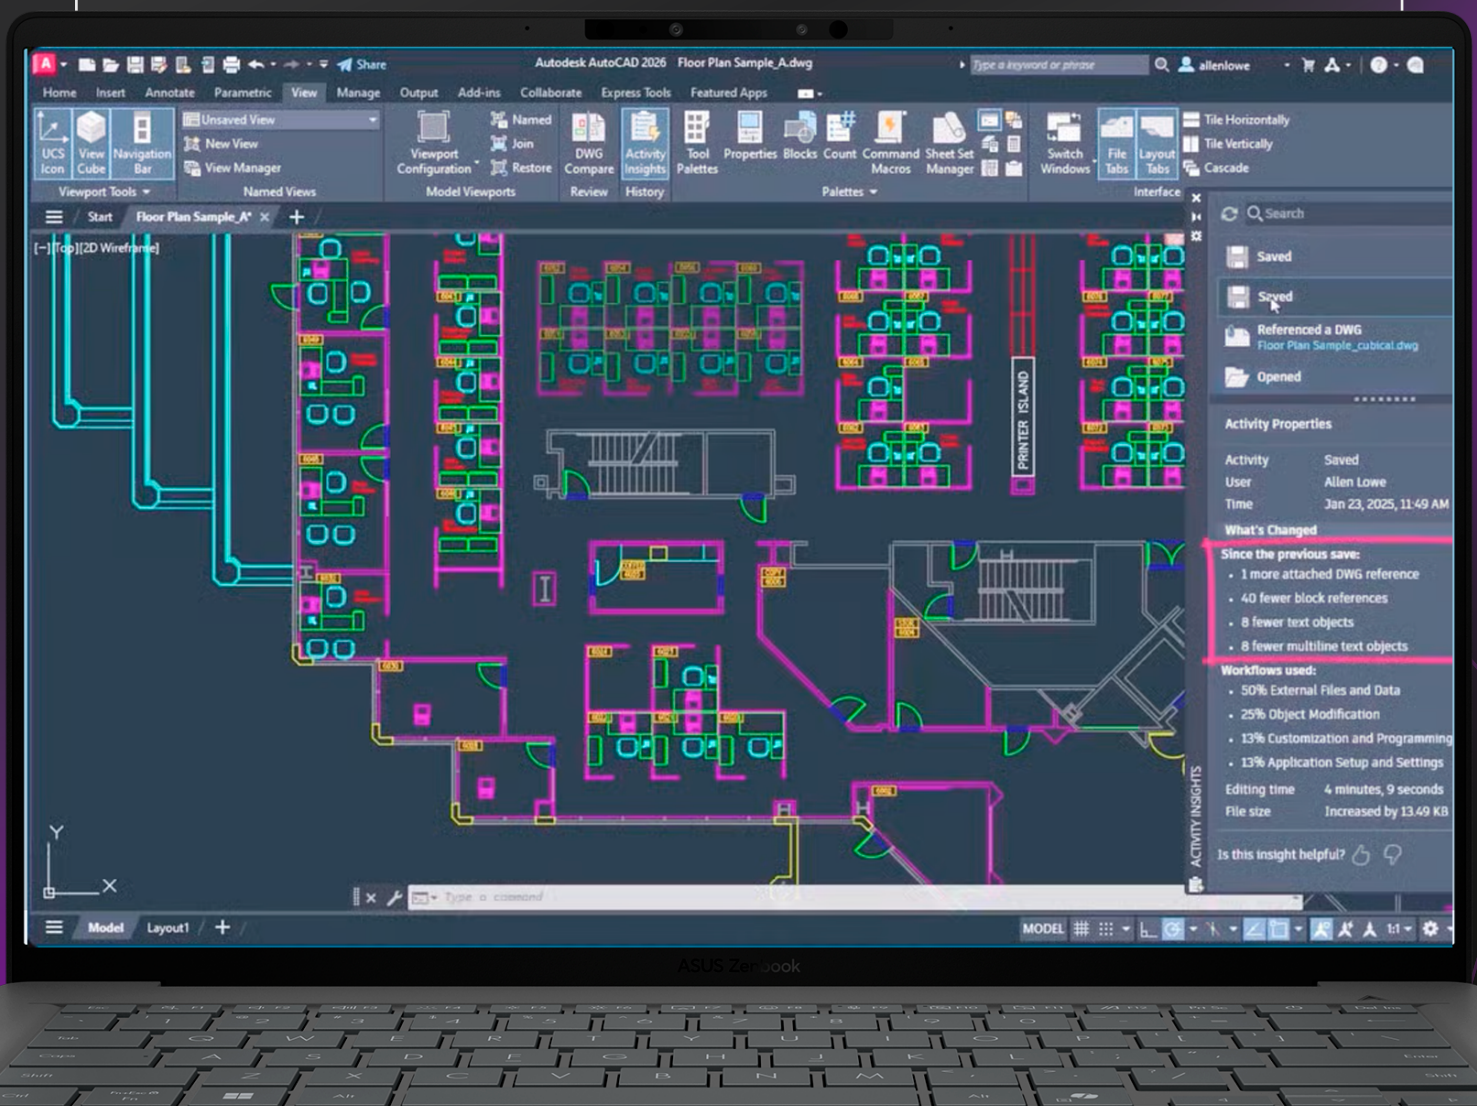 Autodesk AutoCAD 2026 Floor Plan Sample_A.dwg
Share
Type a keyword or phrase
allenlowe
Home Insert Annotate Parametric View Manage Output Add-ins Collaborate Express Tools Featured Apps
UCS Icon
View Cube
Navigation Bar
Viewport Tools
Unsaved View
New View
View Manager
Named Views
Viewport Configuration
Named
Join
Restore
Model Viewports
DWG Compare
Review
Activity Insights
History
Tool Palettes
Properties
Blocks
Count
Command Macros
Sheet Set Manager
Palettes
Switch Windows
File Tabs
Layout Tabs
Tile Horizontally
Tile Vertically
Cascade
Interface
Start
Floor Plan Sample_A*
[−][Top][2D Wireframe]
PRINTER ISLAND
Search
Saved
Saved
Referenced a DWG
Floor Plan Sample_cubical.dwg
Opened
Activity Properties
Activity Saved
User Allen Lowe
Time Jan 23, 2025, 11:49 AM
What's Changed
Since the previous save:
• 1 more attached DWG reference
• 40 fewer block references
• 8 fewer text objects
• 8 fewer multiline text objects
Workflows used:
• 50% External Files and Data
• 25% Object Modification
• 13% Customization and Programming
• 13% Application Setup and Settings
Editing time 4 minutes, 9 seconds
File size Increased by 13.49 KB
Is this insight helpful?
ACTIVITY INSIGHTS
Y
X
Type a command
Model
Layout1
MODEL
1:1
ASUS Zenbook
Q W E R T Y U I O P
A S D F G H J K L
Z X C V B N M